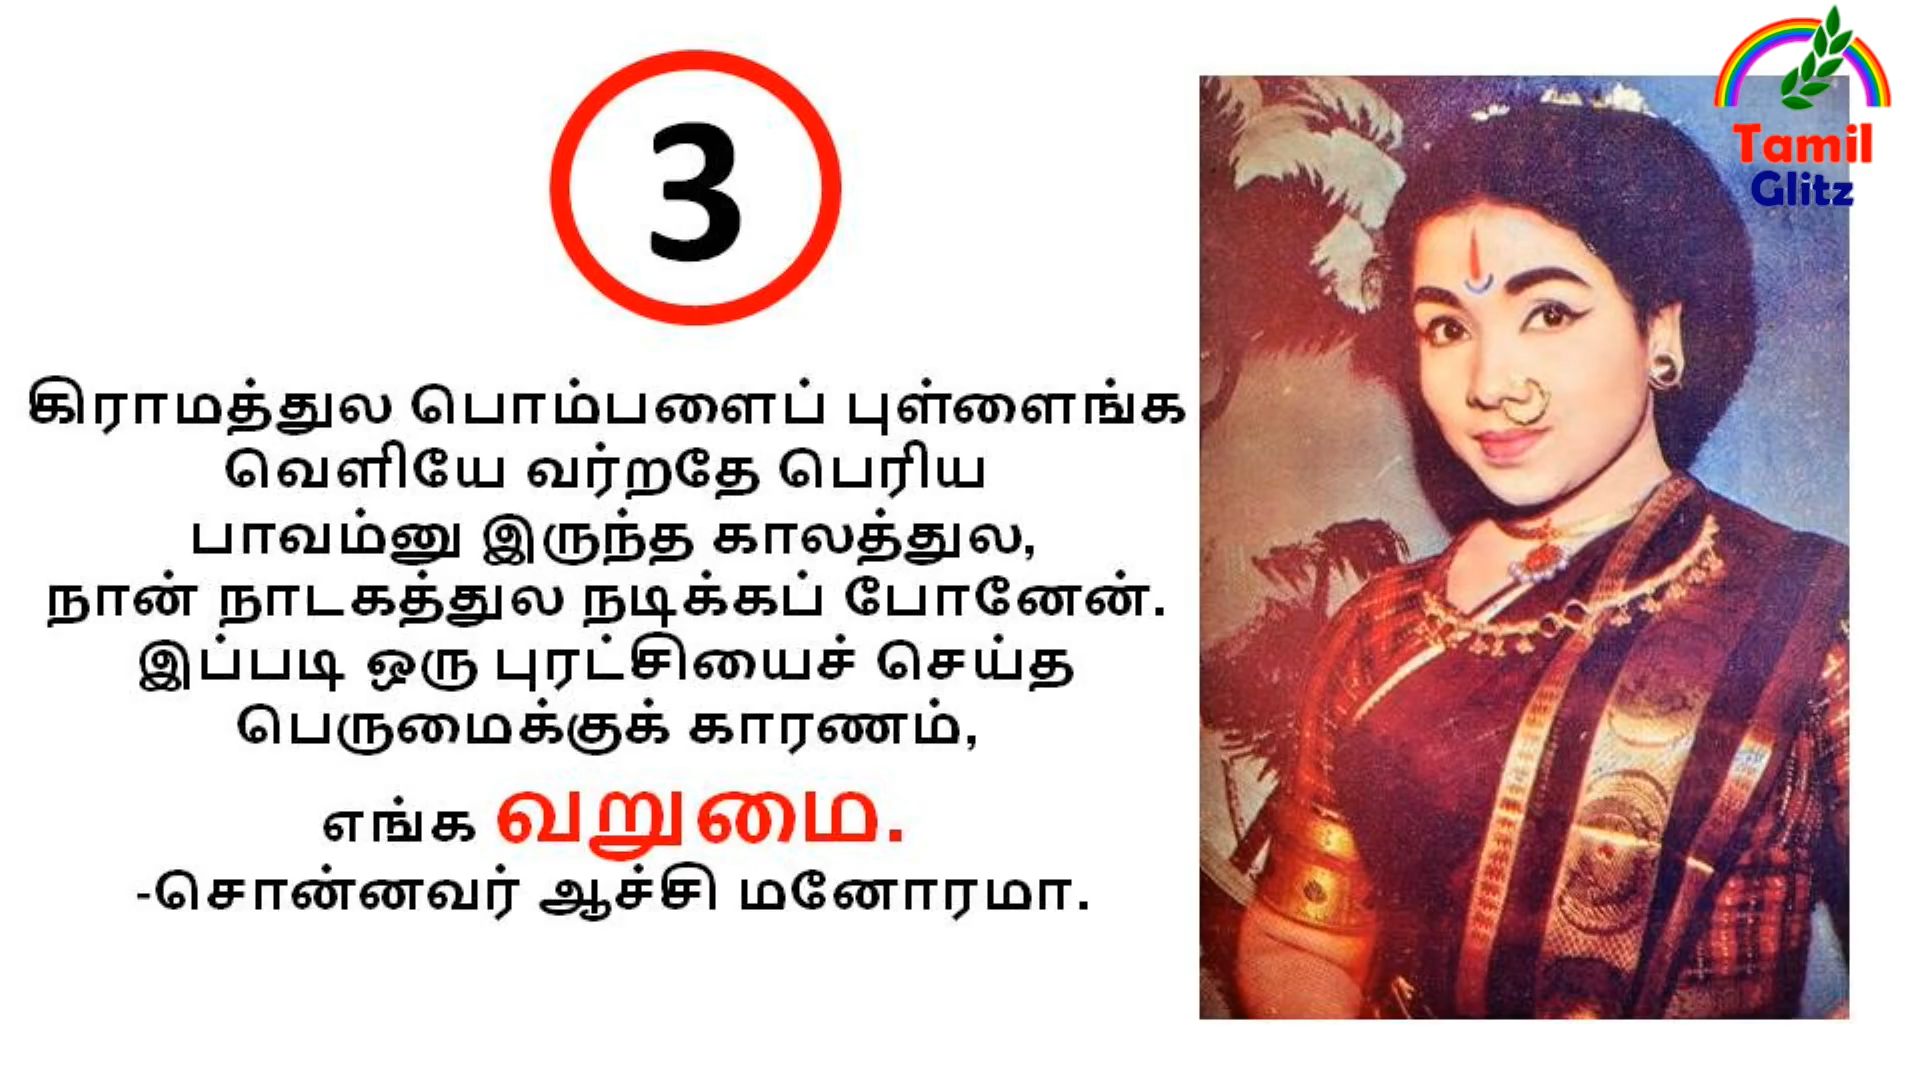 3
கிராமத்துல பொம்பளைப் புள்ளைங்க
வெளியே வர்றதே பெரிய
பாவம்னு இருந்த காலத்துல,
நான் நாடகத்துல நடிக்கப் போனேன்.
இப்படி ஒரு புரட்சியைச் செய்த
பெருமைக்குக் காரணம்,
எங்க வறுமை.
-சொன்னவர் ஆச்சி மனோரமா.
Tamil
Glitz